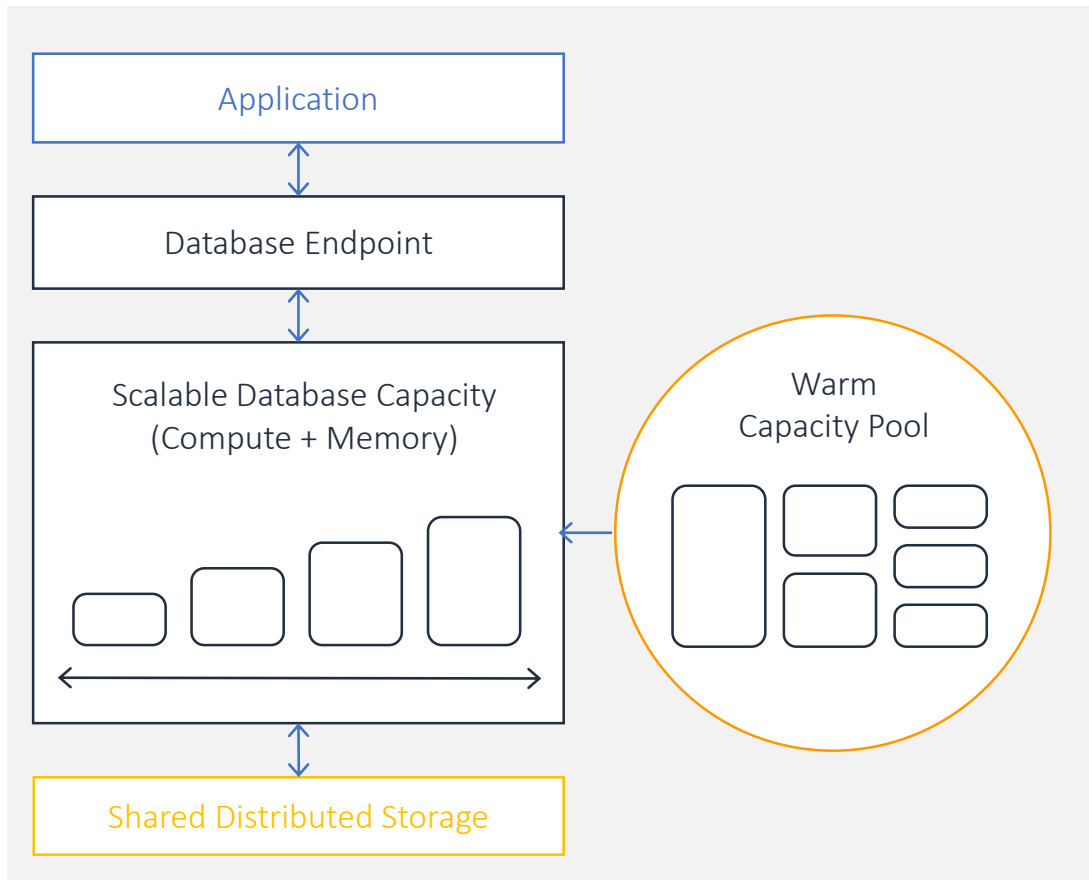 Application
Database Endpoint
Scalable Database Capacity
(Compute + Memory)
Warm
Capacity Pool
Shared Distributed Storage